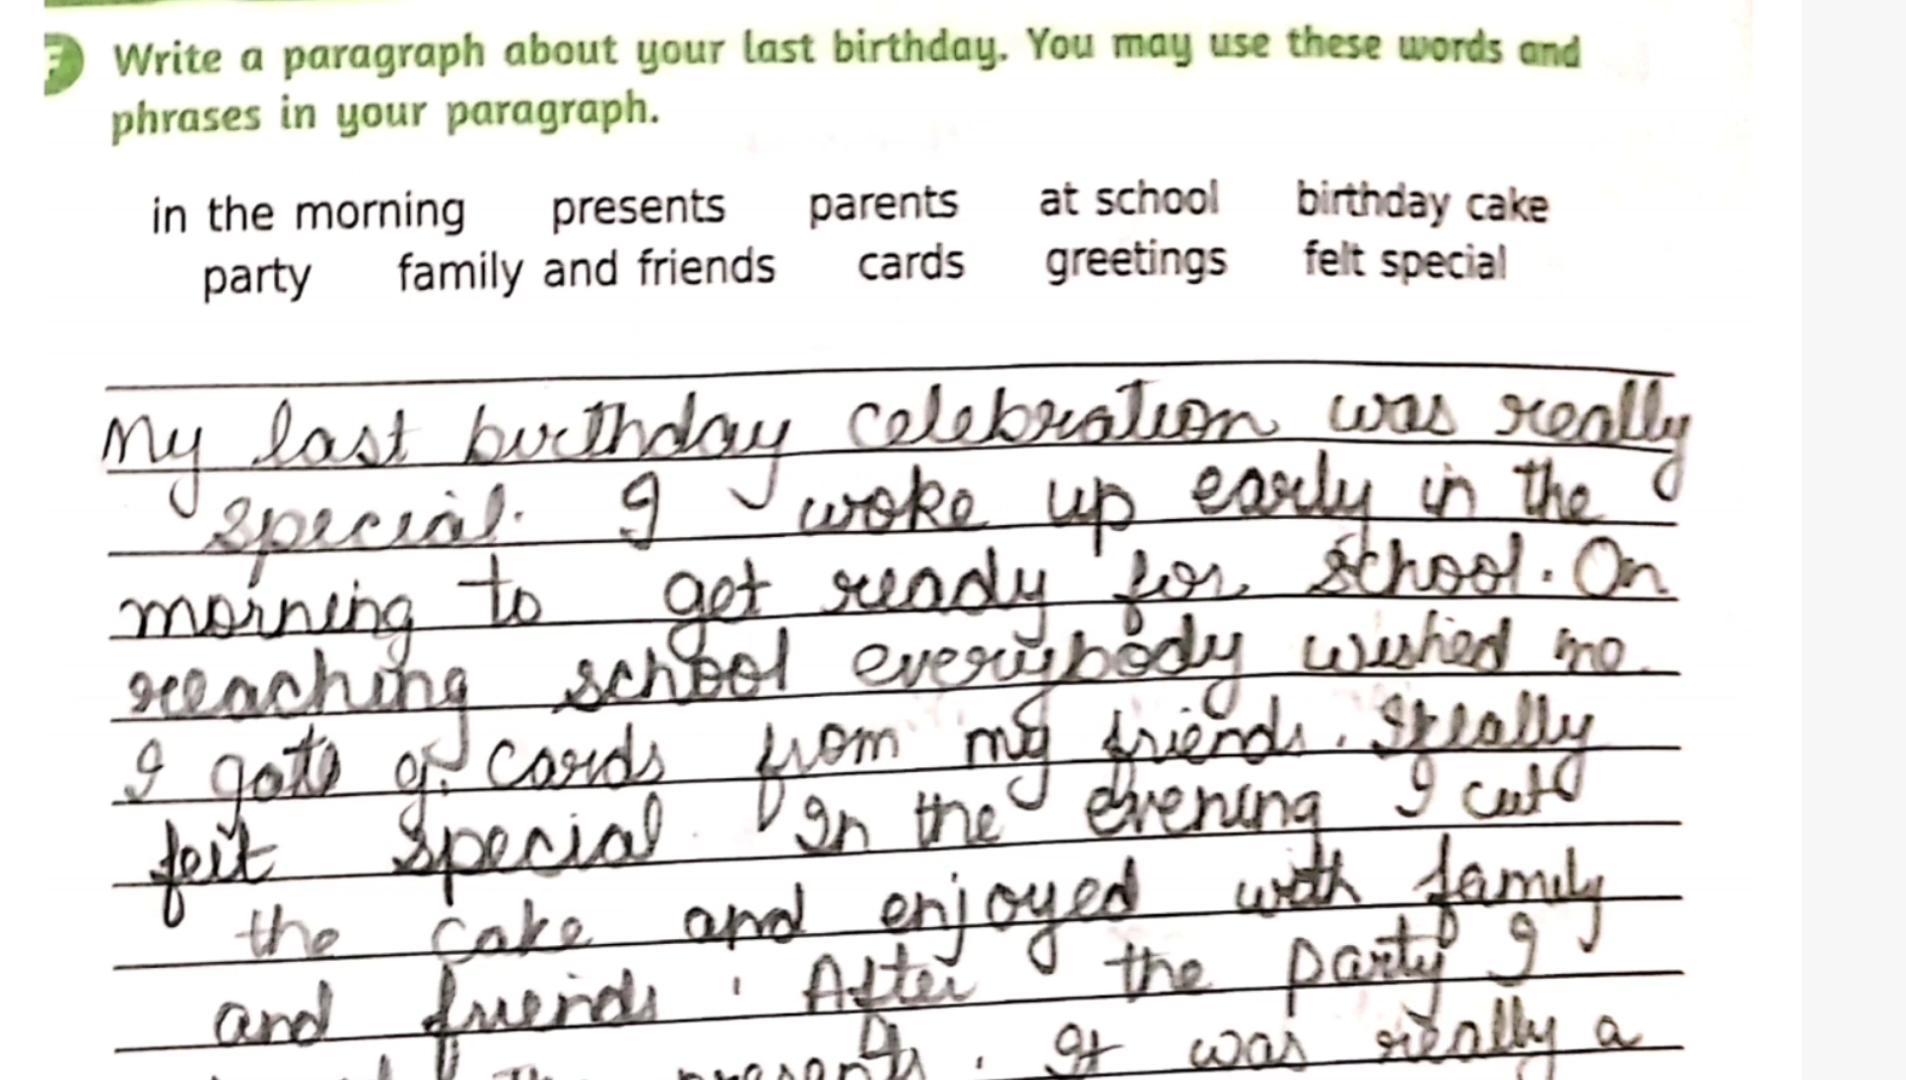 F Write a paragraph about your last birthday. You may use these words and
phrases in your paragraph.
in the morning presents parents at school birthday cake
party family and friends cards greetings felt special
My last birthday celebration was really
special. I woke up early in the
morning to get ready for school. On
reaching school everybody wished me
I cards from my friends. I really
felt special. In the evening I cut
the cake and enjoyed with family
and friends. After the party I
presents. It was really a